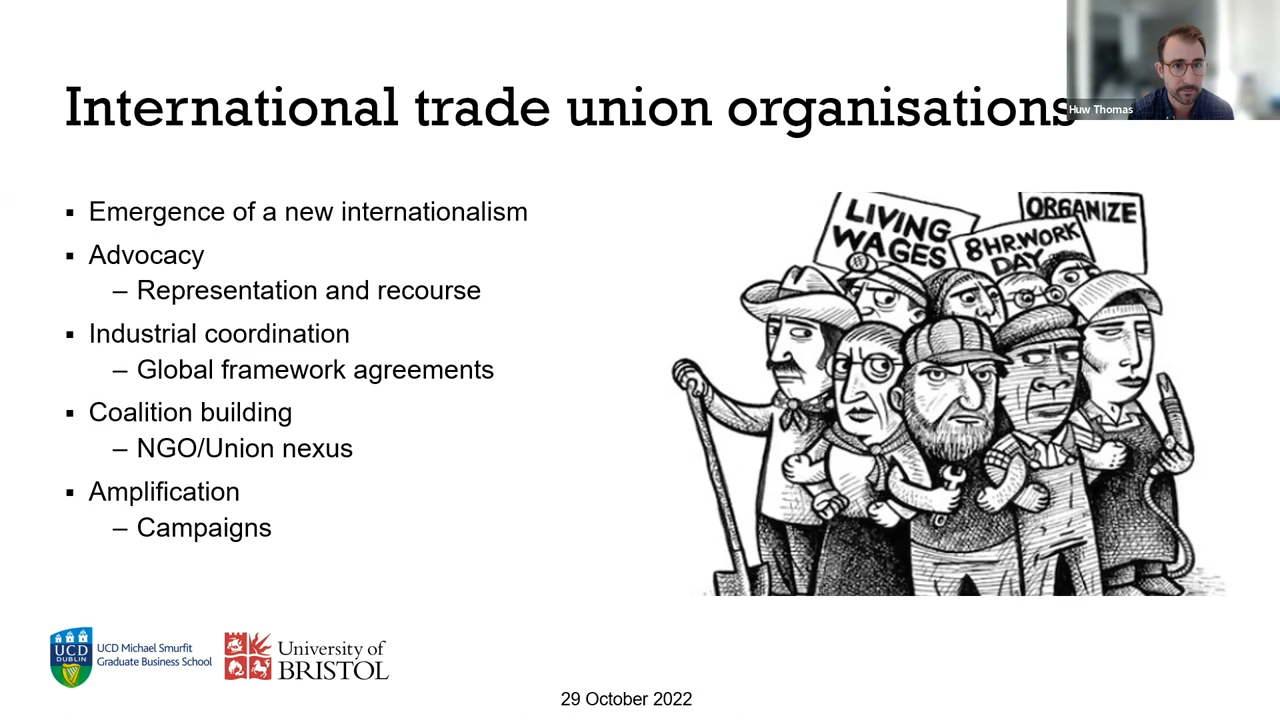 International trade union organisations
Huw Thomas
▪ Emergence of a new internationalism
▪ Advocacy
– Representation and recourse
▪ Industrial coordination
– Global framework agreements
▪ Coalition building
– NGO/Union nexus
▪ Amplification
– Campaigns
LIVING
WAGES
8HR.WORK
DAY
ORGANIZE
UCD
DUBLIN
UCD Michael Smurfit
Graduate Business School
University of
BRISTOL
29 October 2022